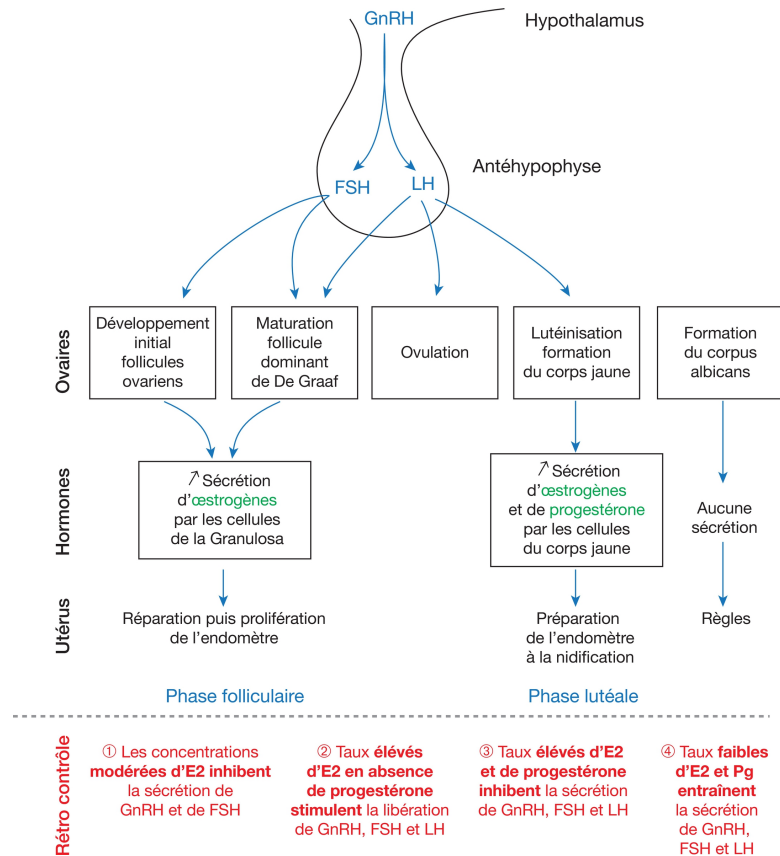 GnRH
Hypothalamus
Antéhypophyse
FSH
LH
Ovaires
Développement
initial
follicules
ovariens
Maturation
follicule
dominant
de De Graaf
Ovulation
Lutéinisation
formation
du corps jaune
Formation
du corpus
albicans
Hormones
↗ Sécrétion
d'œstrogènes
par les cellules
de la Granulosa
↗ Sécrétion
d'œstrogènes
et de progestérone
par les cellules
du corps jaune
Aucune
sécrétion
Utérus
Réparation puis prolifération
de l'endomètre
Préparation
de l'endomètre
à la nidification
Règles
Phase folliculaire
Phase lutéale
Rétro contrôle
① Les concentrations
modérées d'E2 inhibent
la sécrétion de
GnRH et de FSH
② Taux élévés
d'E2 en absence
de progestérone
stimulent la libération
de GnRH, FSH et LH
③ Taux élévés d'E2
et de progestérone
inhibent la sécrétion
de GnRH, FSH et LH
④ Taux faibles
d'E2 et Pg
entraînent
la sécrétion
de GnRH,
FSH et LH